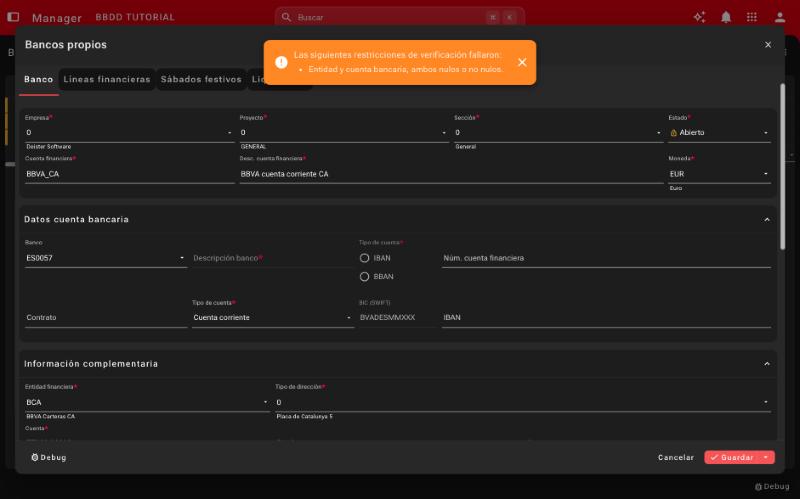 Manager BBDD TUTORIAL Buscar ⌘ K
Bancos propios
Las siguientes restricciones de verificación fallaron:
• Entidad y cuenta bancaria, ambos nulos o no nulos.
Banco Líneas financieras Sábados festivos
Empresa* Proyecto* Sección* Estado*
0 0 0 Abierto
Deister Software GENERAL General
Cuenta financiera* Desc. cuenta financiera* Moneda*
BBVA_CA BBVA cuenta corriente CA EUR
Euro
Datos cuenta bancaria
Banco Tipo de cuenta*
ES0057 Descripción banco* IBAN Núm. cuenta financiera
BBAN
Tipo de cuenta* BIC (SWIFT)
Contrato Cuenta corriente BVADESMMXXX IBAN
Información complementaria
Entidad financiera* Tipo de dirección*
BCA 0
BBVA Carteras CA Placa de Catalunya 5
Cuenta*
Debug Cancelar Guardar
Debug